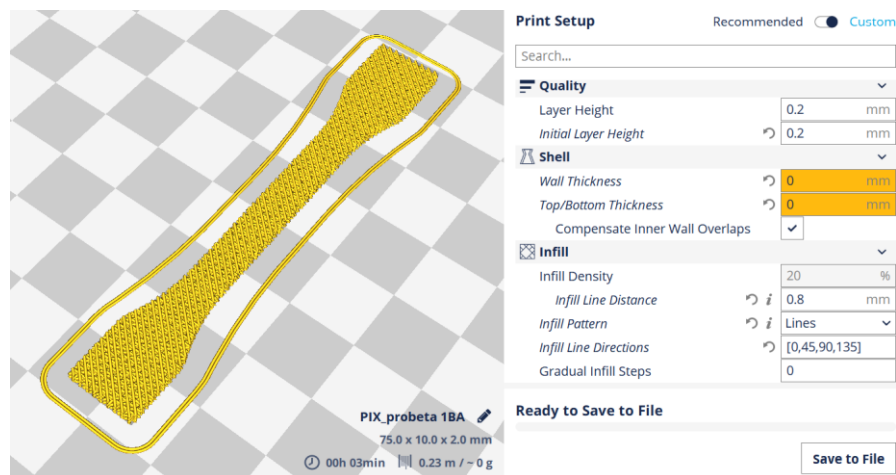 Print Setup
Recommended Custom
Search...
Quality
Layer Height 0.2 mm
Initial Layer Height 0.2 mm
Shell
Wall Thickness 0 mm
Top/Bottom Thickness 0 mm
Compensate Inner Wall Overlaps
Infill
Infill Density 20 %
Infill Line Distance i 0.8 mm
Infill Pattern i Lines
Infill Line Directions [0,45,90,135]
Gradual Infill Steps 0
PIX_probeta 1BA
75.0 x 10.0 x 2.0 mm
00h 03min 0.23 m / ~ 0 g
Ready to Save to File
Save to File